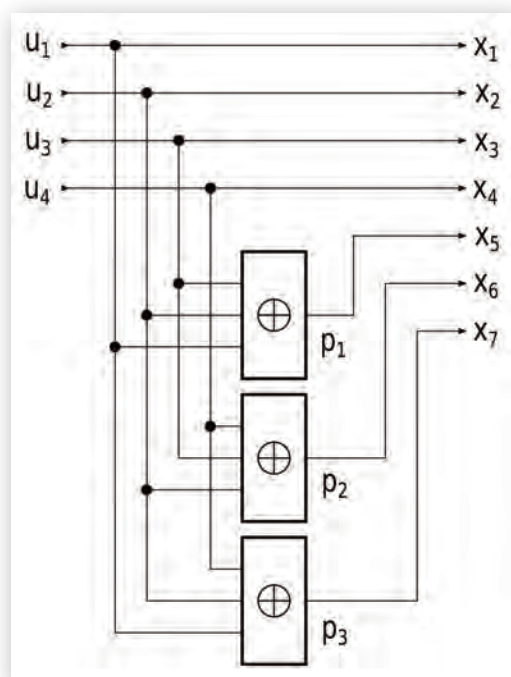 u₁ x₁
u₂ x₂
u₃ x₃
u₄ x₄
x₅
x₆
x₇
p₁
p₂
p₃